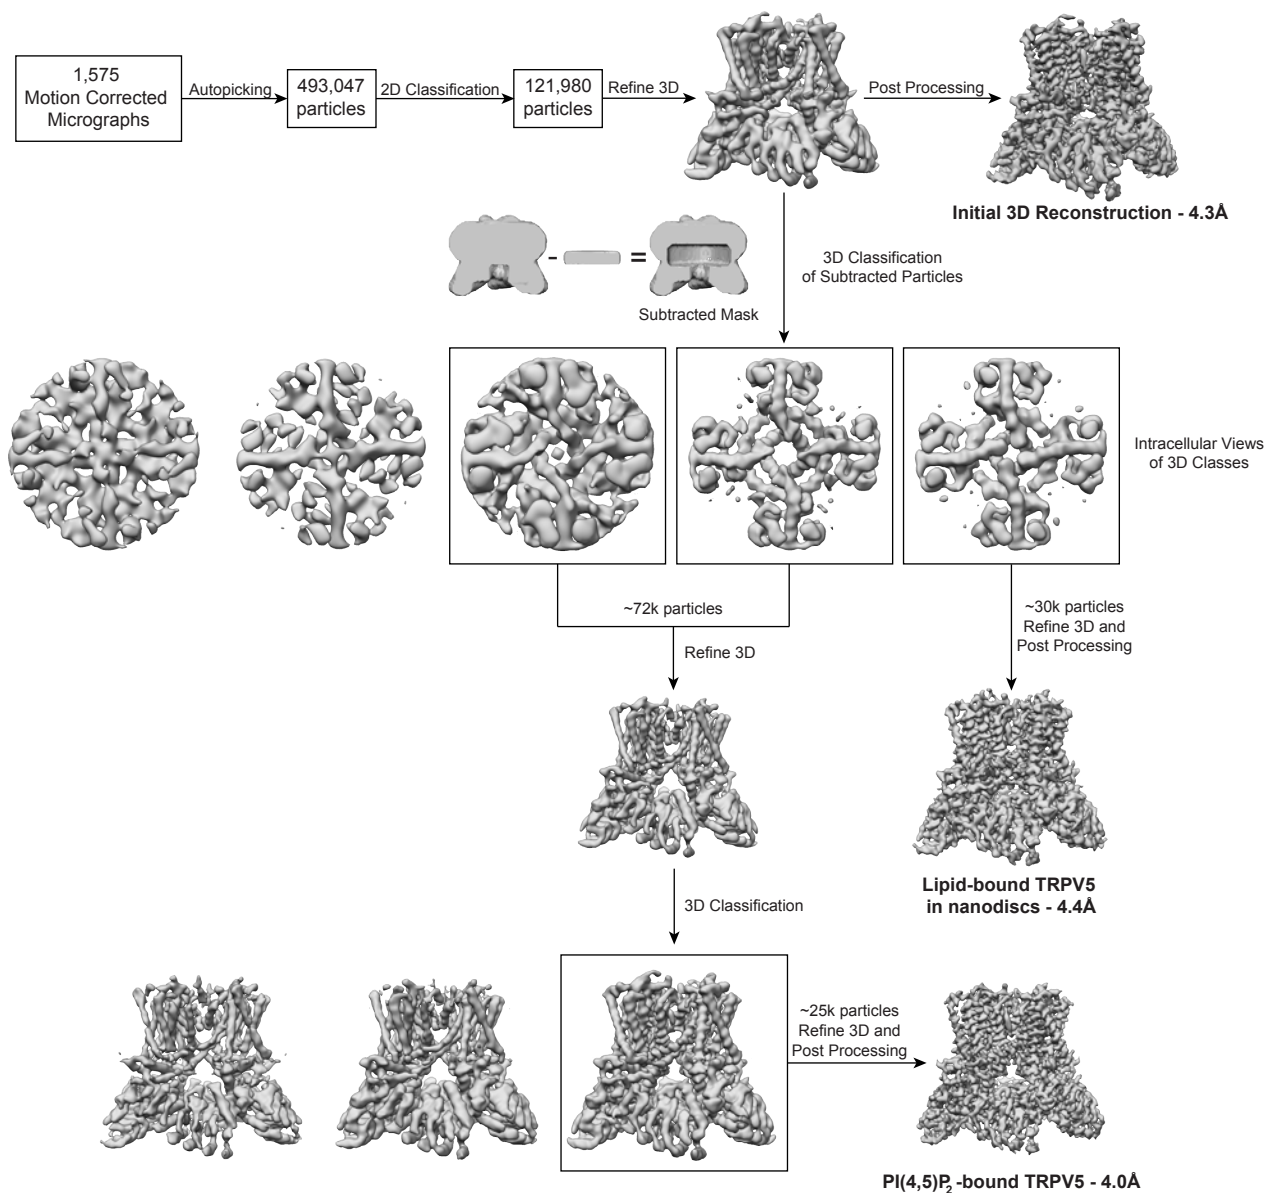 1,575
Motion Corrected
Micrographs
Autopicking
493,047
particles
2D Classification
121,980
particles
Refine 3D
Post Processing
Initial 3D Reconstruction - 4.3Å
- =
Subtracted Mask
3D Classification
of Subtracted Particles
Intracellular Views
of 3D Classes
~72k particles
Refine 3D
~30k particles
Refine 3D and
Post Processing
Lipid-bound TRPV5
in nanodiscs - 4.4Å
3D Classification
~25k particles
Refine 3D and
Post Processing
PI(4,5)P₂-bound TRPV5 - 4.0Å